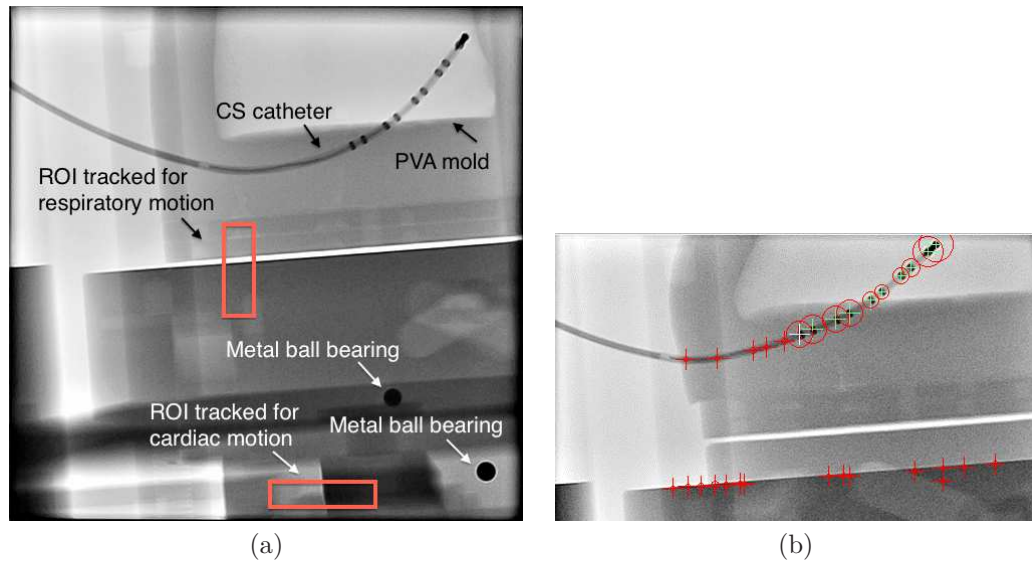 CS catheter
PVA mold
ROI tracked for
respiratory motion
Metal ball bearing
ROI tracked for
cardiac motion
Metal ball bearing
(a)
(b)